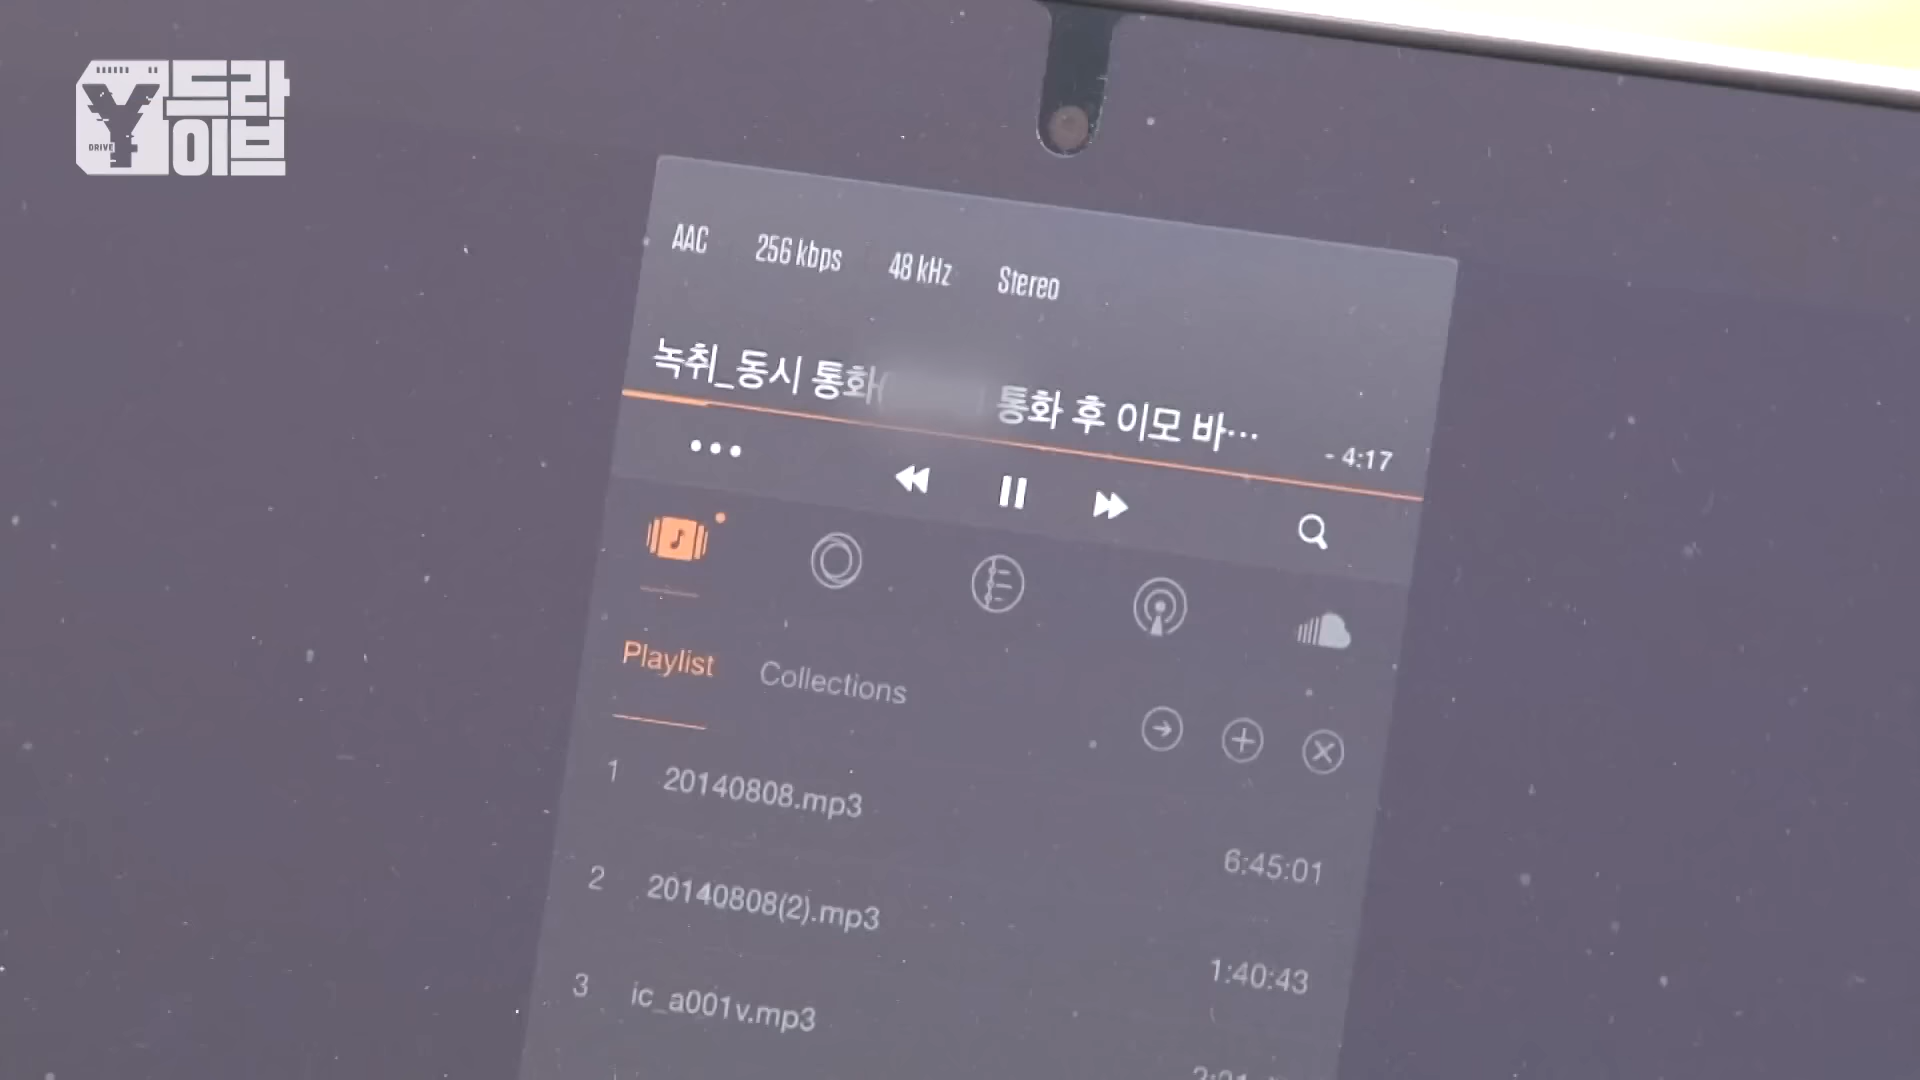 Y드라이브
DRIVE
AAC 256 kbps 48 kHz Stereo
녹취_동시 통화( 통화 후 이모 바…
- 4:17
Playlist Collections
1 20140808.mp3
6:45:01
2 20140808(2).mp3
1:40:43
3 ic_a001v.mp3